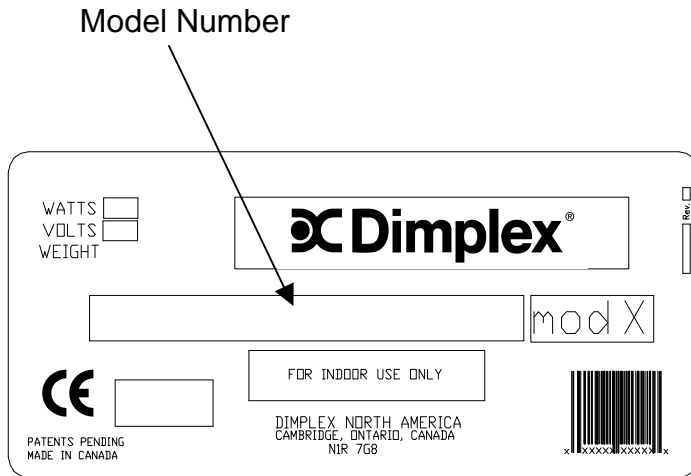 Model Number
WATTS
VOLTS
WEIGHT
Dimplex®
Rev.
mod X
FOR INDOOR USE ONLY
CE
DIMPLEX NORTH AMERICA
CAMBRIDGE, ONTARIO, CANADA
N1R 7G8
PATENTS PENDING
MADE IN CANADA
x xxxxx xxxxx x